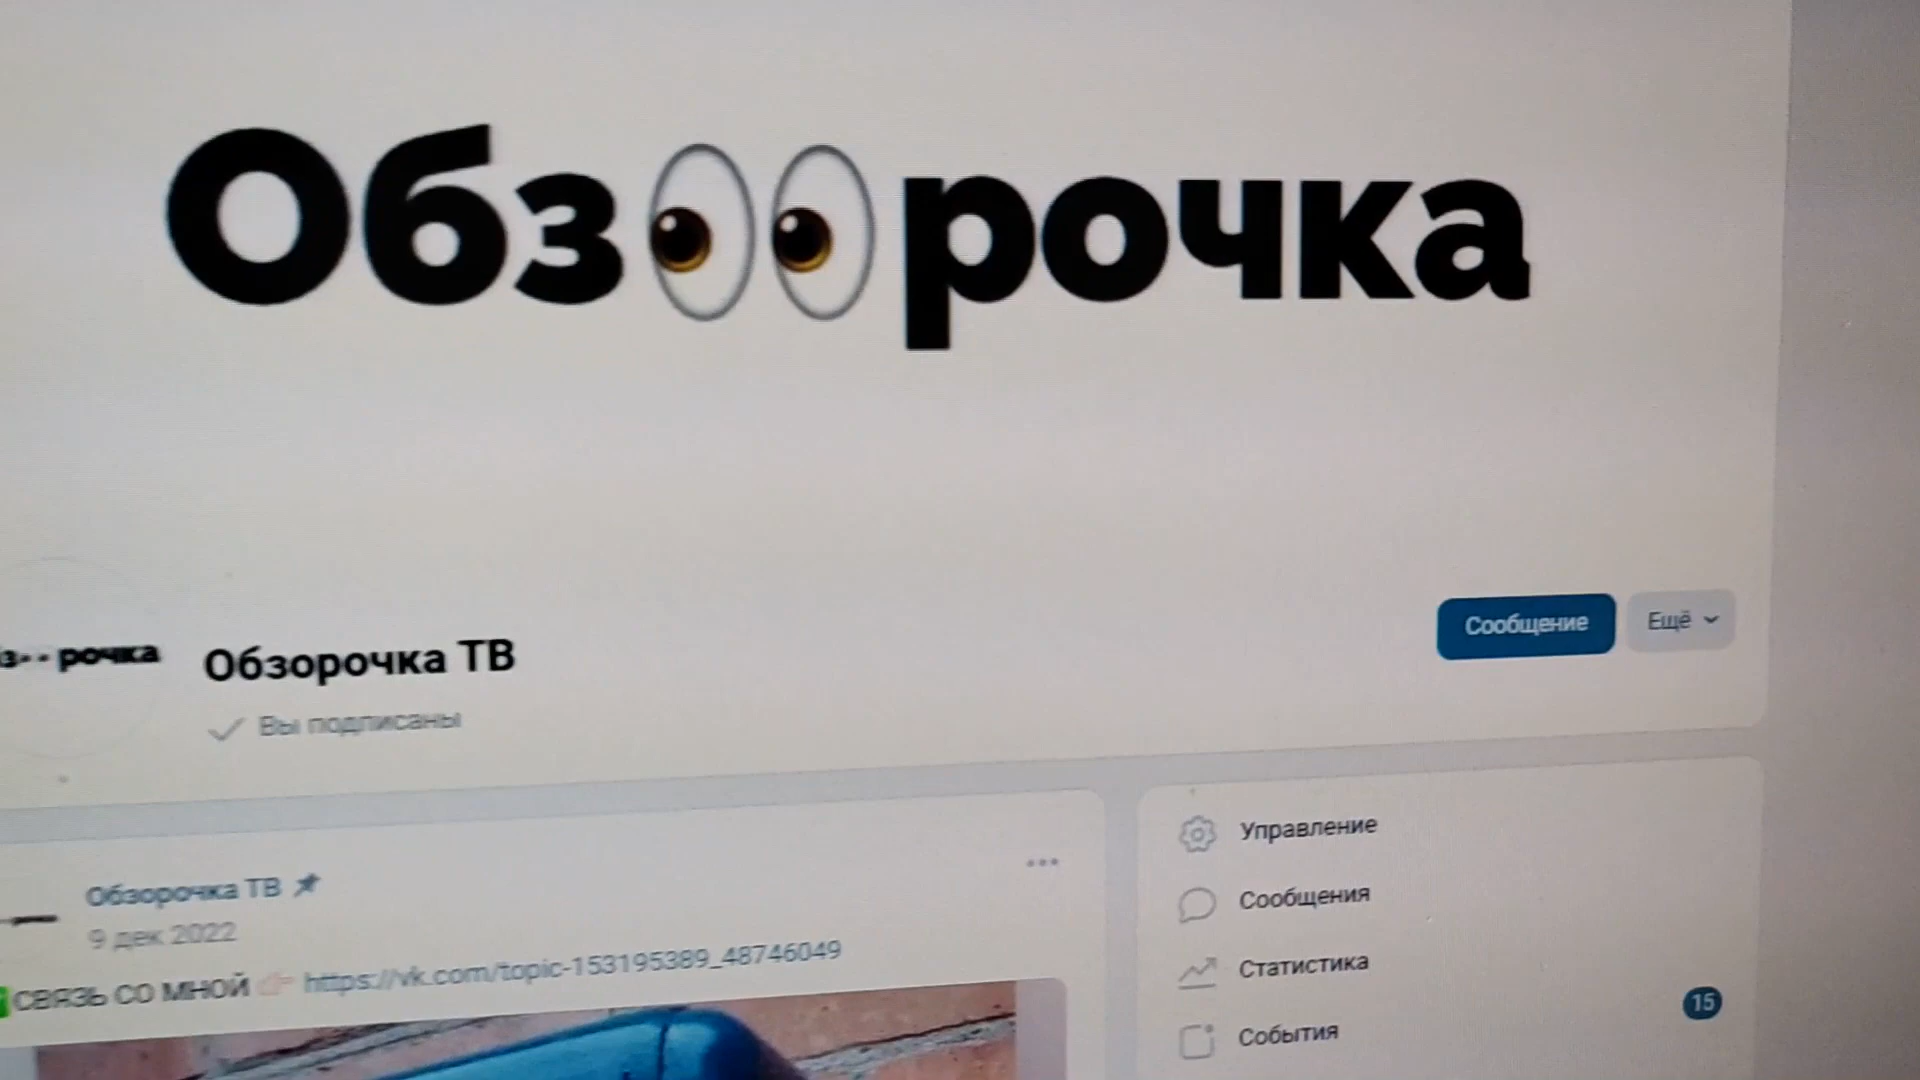 Обз👀рочка
Обзорочка ТВ
Вы подписаны
Сообщение
Ещё
Обзорочка ТВ
9 дек 2022
СВЯЗЬ СО МНОЙ 👉 https://vk.com/topic-153195389_48746049
Управление
Сообщения
Статистика
События
15